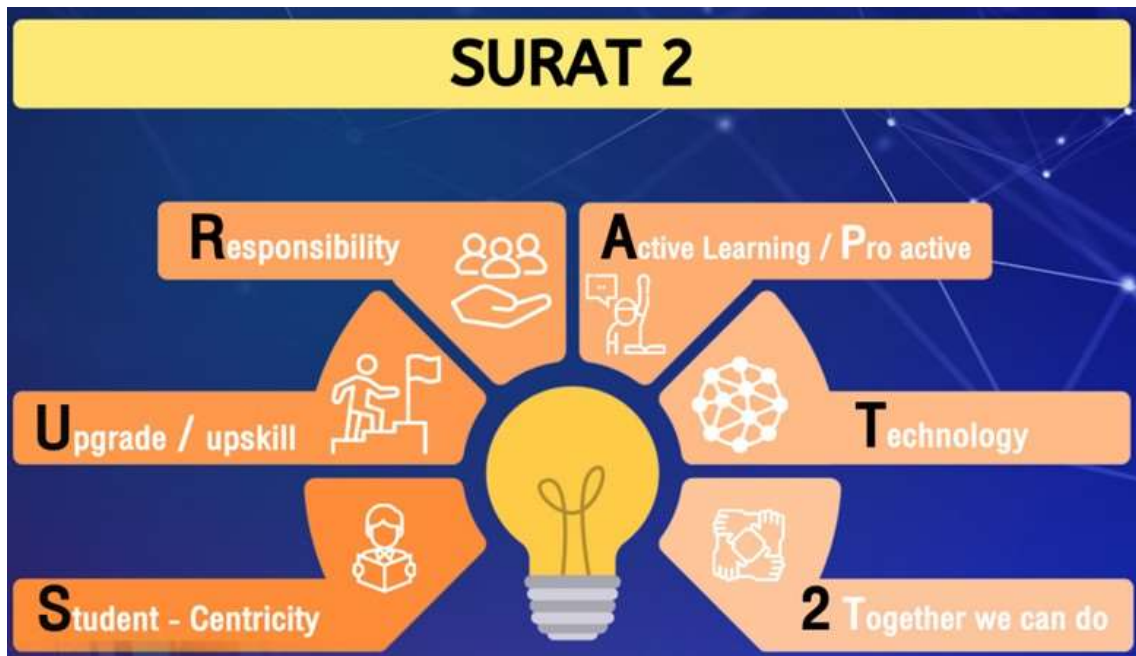 SURAT 2
Responsibility
Active Learning / Pro active
Upgrade / upskill
Technology
Student - Centricity
2 Together we can do